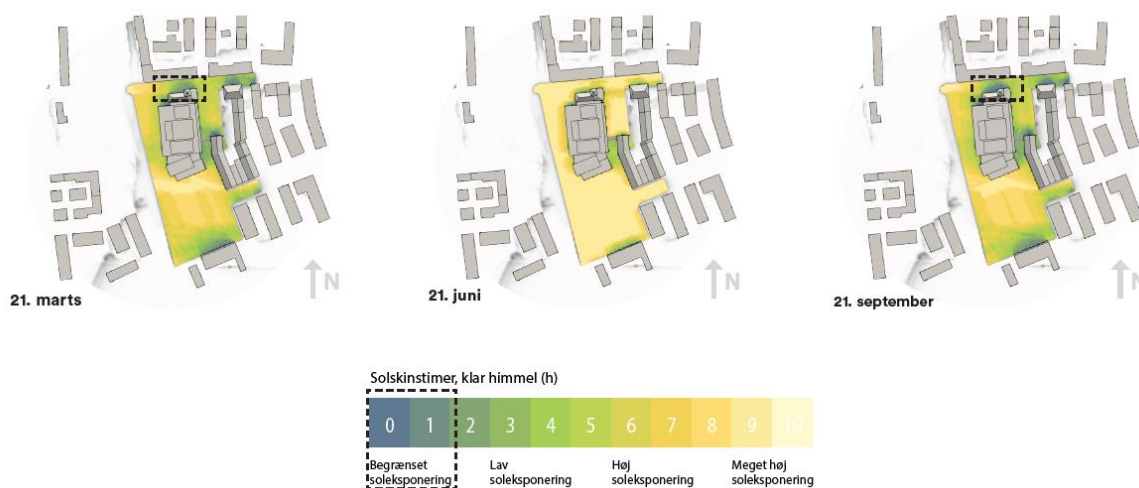 N
N
N
21. marts
21. juni
21. september
Solskinstimer, klar himmel (h)
0 1 2 3 4 5 6 7 8 9 10
Begrænset Lav Høj Meget høj
soleksponering soleksponering soleksponering soleksponering